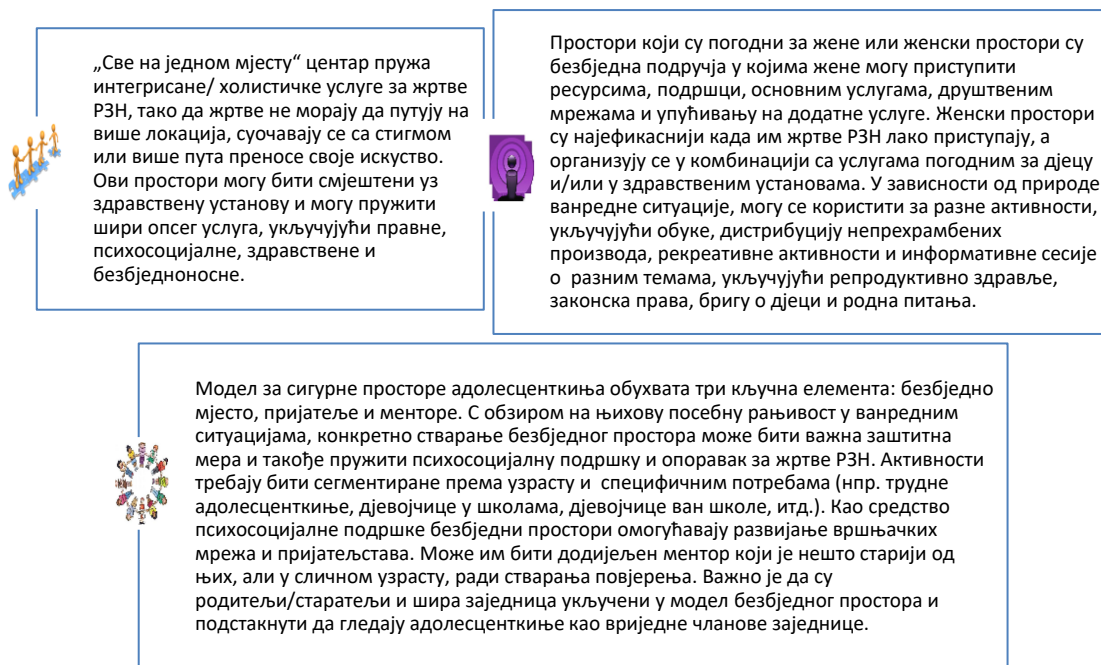 „Све на једном мјесту“ центар пружа
интегрисане/ холистичке услуге за жртве
РЗН, тако да жртве не морају да путују на
више локација, суочавају се са стигмом
или више пута преносе своје искуство.
Ови простори могу бити смјештени уз
здравствену установу и могу пружити
шири опсег услуга, укључујући правне,
психосоцијалне, здравствене и
безбједноносне.
Простори који су погодни за жене или женски простори су
безбједна подручја у којима жене могу приступити
ресурсима, подршци, основним услугама, друштвеним
мрежама и упућивању на додатне услуге. Женски простори
су најефикаснији када им жртве РЗН лако приступају, а
организују се у комбинацији са услугама погодним за дјецу
и/или у здравственим установама. У зависности од природе
ванредне ситуације, могу се користити за разне активности,
укључујући обуке, дистрибуцију непрехрамбених
производа, рекреативне активности и информативне сесије
о разним темама, укључујући репродуктивно здравље,
законска права, бригу о дјеци и родна питања.
Модел за сигурне просторе адолесценткиња обухвата три кључна елемента: безбједно
мјесто, пријатеље и менторе. С обзиром на њихову посебну рањивост у ванредним
ситуацијама, конкретно стварање безбједног простора може бити важна заштитна
мера и такође пружити психосоцијалну подршку и опоравак за жртве РЗН. Активности
требају бити сегментиране према узрасту и специфичним потребама (нпр. трудне
адолесценткиње, дјевојчице у школама, дјевојчице ван школе, итд.). Као средство
психосоцијалне подршке безбједни простори омогућавају развијање вршњачких
мрежа и пријатељстава. Може им бити додијељен ментор који је нешто старији од
њих, али у сличном узрасту, ради стварања повјерења. Важно је да су
родитељи/старатељи и шира заједница укључени у модел безбједног простора и
подстакнути да гледају адолесценткиње као вриједне чланове заједнице.